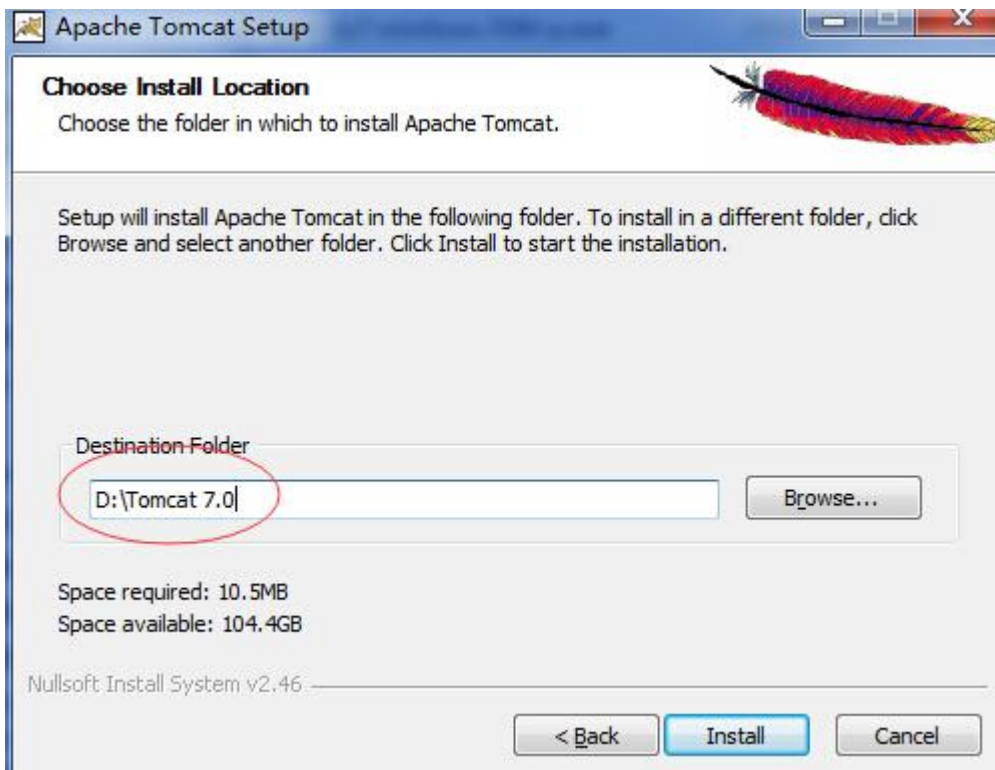 Apache Tomcat Setup
Choose Install Location
Choose the folder in which to install Apache Tomcat.
Setup will install Apache Tomcat in the following folder. To install in a different folder, click
Browse and select another folder. Click Install to start the installation.
Destination Folder
D:\Tomcat 7.0
Browse...
Space required: 10.5MB
Space available: 104.4GB
Nullsoft Install System v2.46
< Back
Install
Cancel